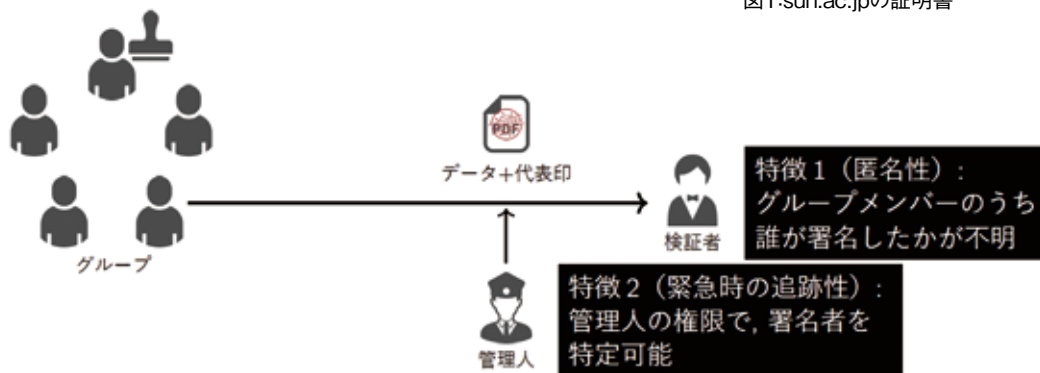 図1:sun.ac.jpの証明書
PDF
データ+代表印
特徴1（匿名性）:
グループメンバーのうち
誰が署名したかが不明
検証者
グループ
特徴2（緊急時の追跡性）:
管理人の権限で, 署名者を
特定可能
管理人